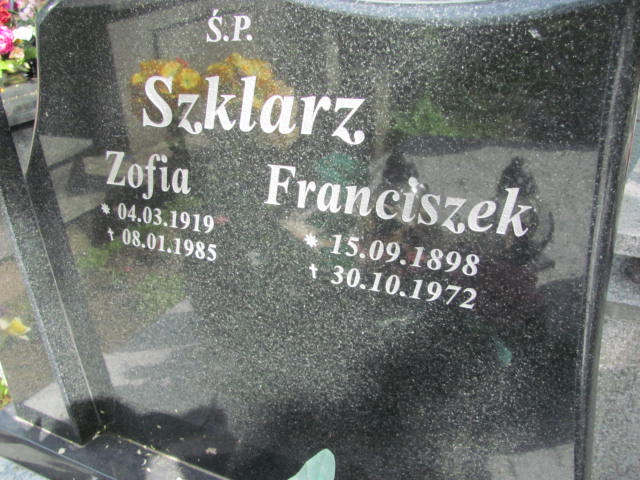 Ś.P.
Szklarz
Zofia
* 04.03.1919
† 08.01.1985
Franciszek
* 15.09.1898
† 30.10.1972